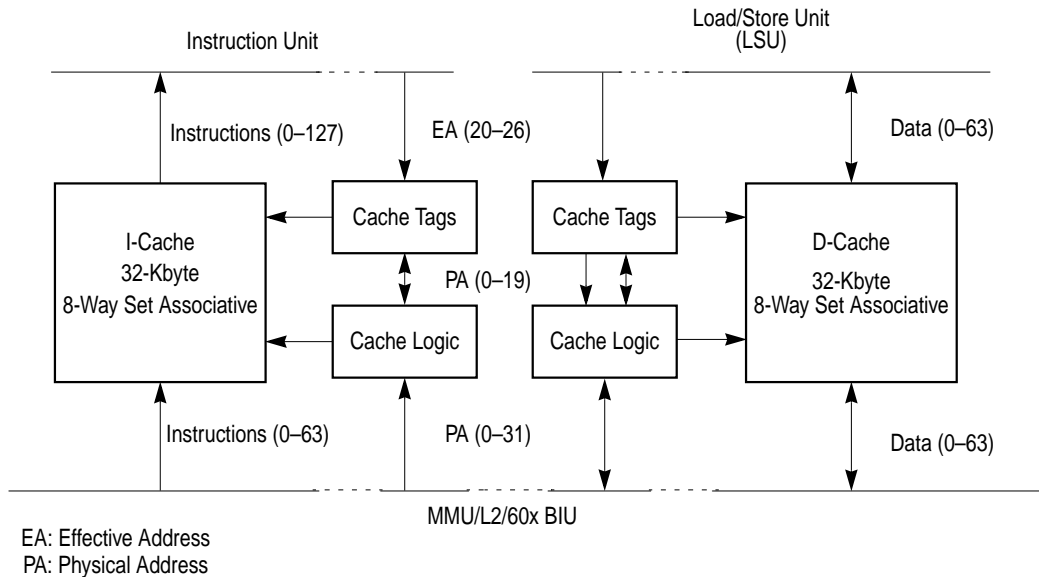 Instruction Unit
Load/Store Unit
(LSU)
Instructions (0–127)
EA (20–26)
Data (0–63)
Cache Tags
Cache Tags
I-Cache
32-Kbyte
8-Way Set Associative
PA (0–19)
D-Cache
32-Kbyte
8-Way Set Associative
Cache Logic
Cache Logic
Instructions (0–63)
PA (0–31)
Data (0–63)
MMU/L2/60x BIU
EA: Effective Address
PA: Physical Address